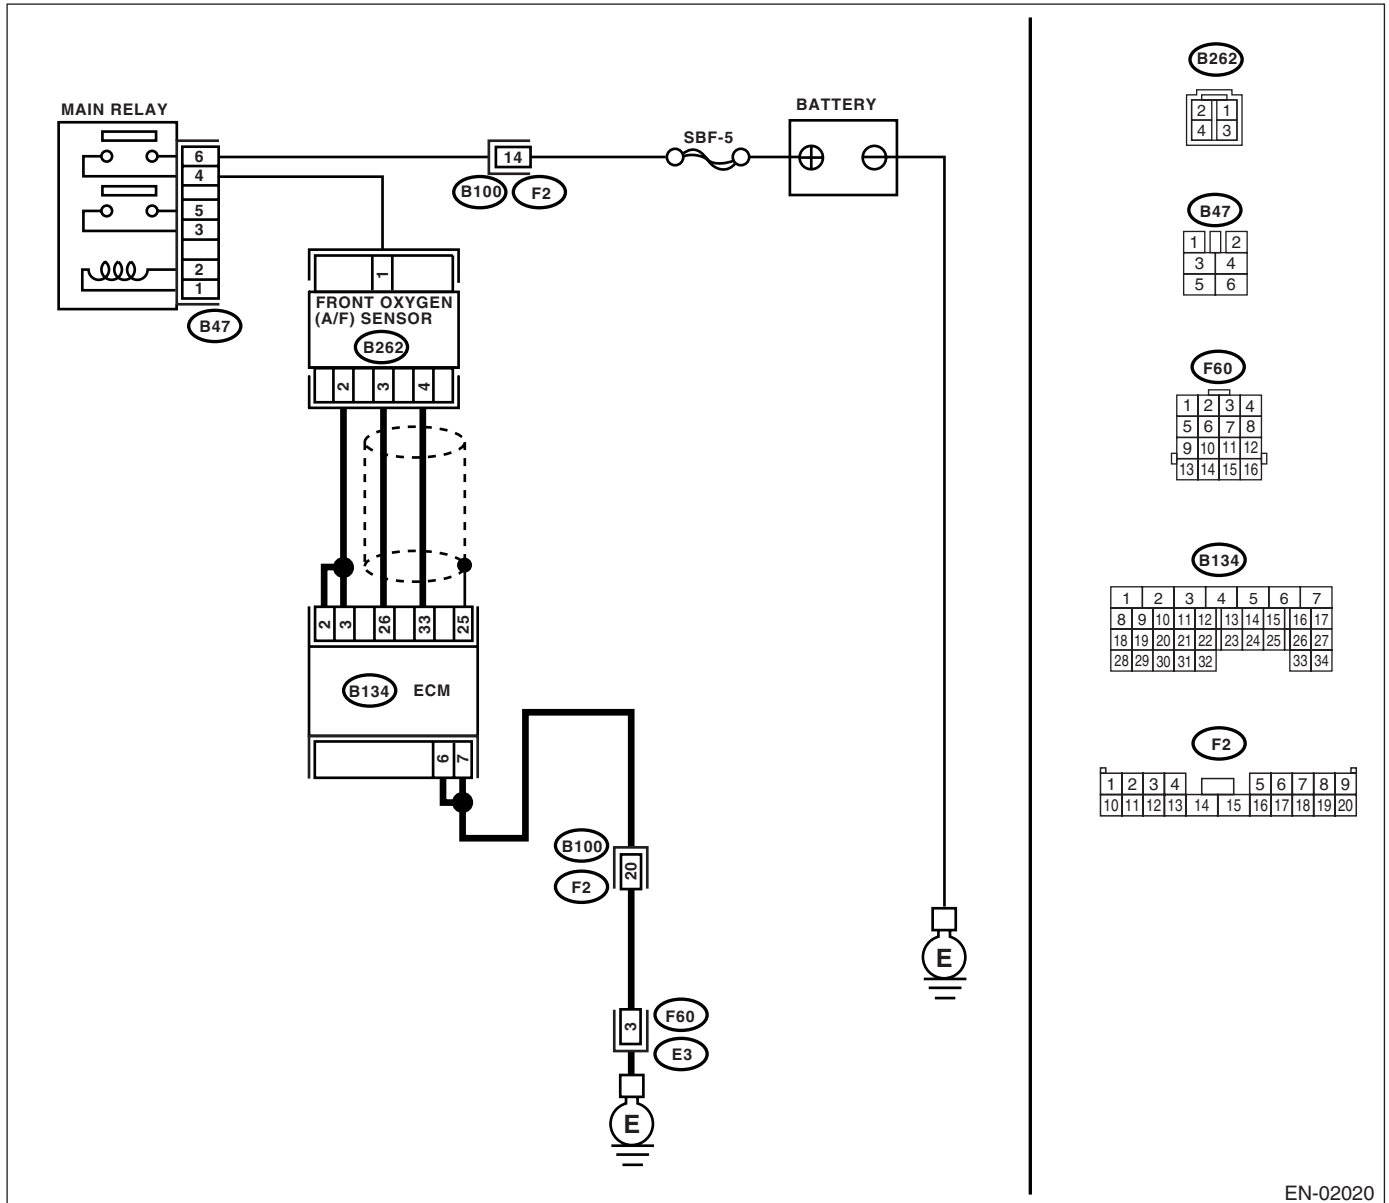 MAIN RELAY
6
4
5
3
2
1
B47
14
B100 F2
SBF-5
BATTERY
1
FRONT OXYGEN
(A/F) SENSOR
B262
2 3 4
2 3 26 33 25
B134 ECM
6 7
B100
20
F2
F60
3
E3
E
E
B262
2 1
4 3
B47
1 2
3 4
5 6
F60
1 2 3 4
5 6 7 8
9 10 11 12
13 14 15 16
B134
1 2 3 4 5 6 7
8 9 10 11 12 13 14 15 16 17
18 19 20 21 22 23 24 25 26 27
28 29 30 31 32 33 34
F2
1 2 3 4 5 6 7 8 9
10 11 12 13 14 15 16 17 18 19 20
EN-02020